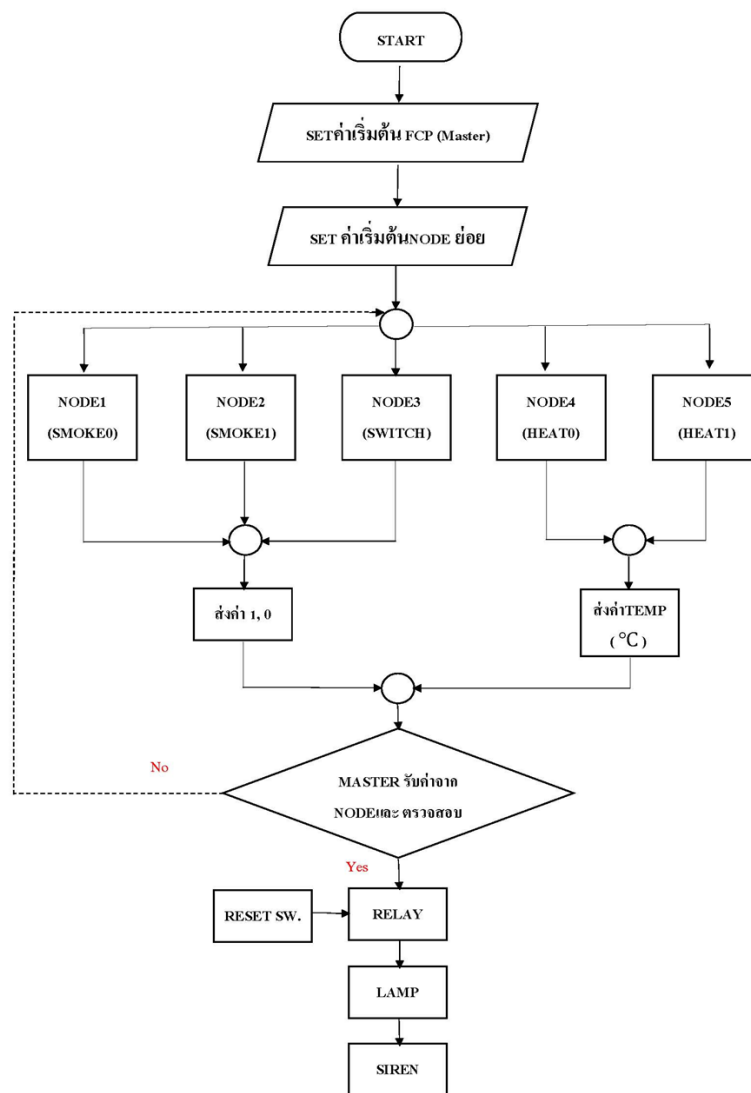 START
SETค่าเริ่มต้น FCP (Master)
SET ค่าเริ่มต้นNODE ย่อย
NODE1
(SMOKE0)
NODE2
(SMOKE1)
NODE3
(SWITCH)
NODE4
(HEAT0)
NODE5
(HEAT1)
ส่งค่า 1, 0
ส่งค่าTEMP
( °C )
MASTER รับค่าจาก
NODEและ ตรวจสอบ
No
Yes
RESET SW.
RELAY
LAMP
SIREN